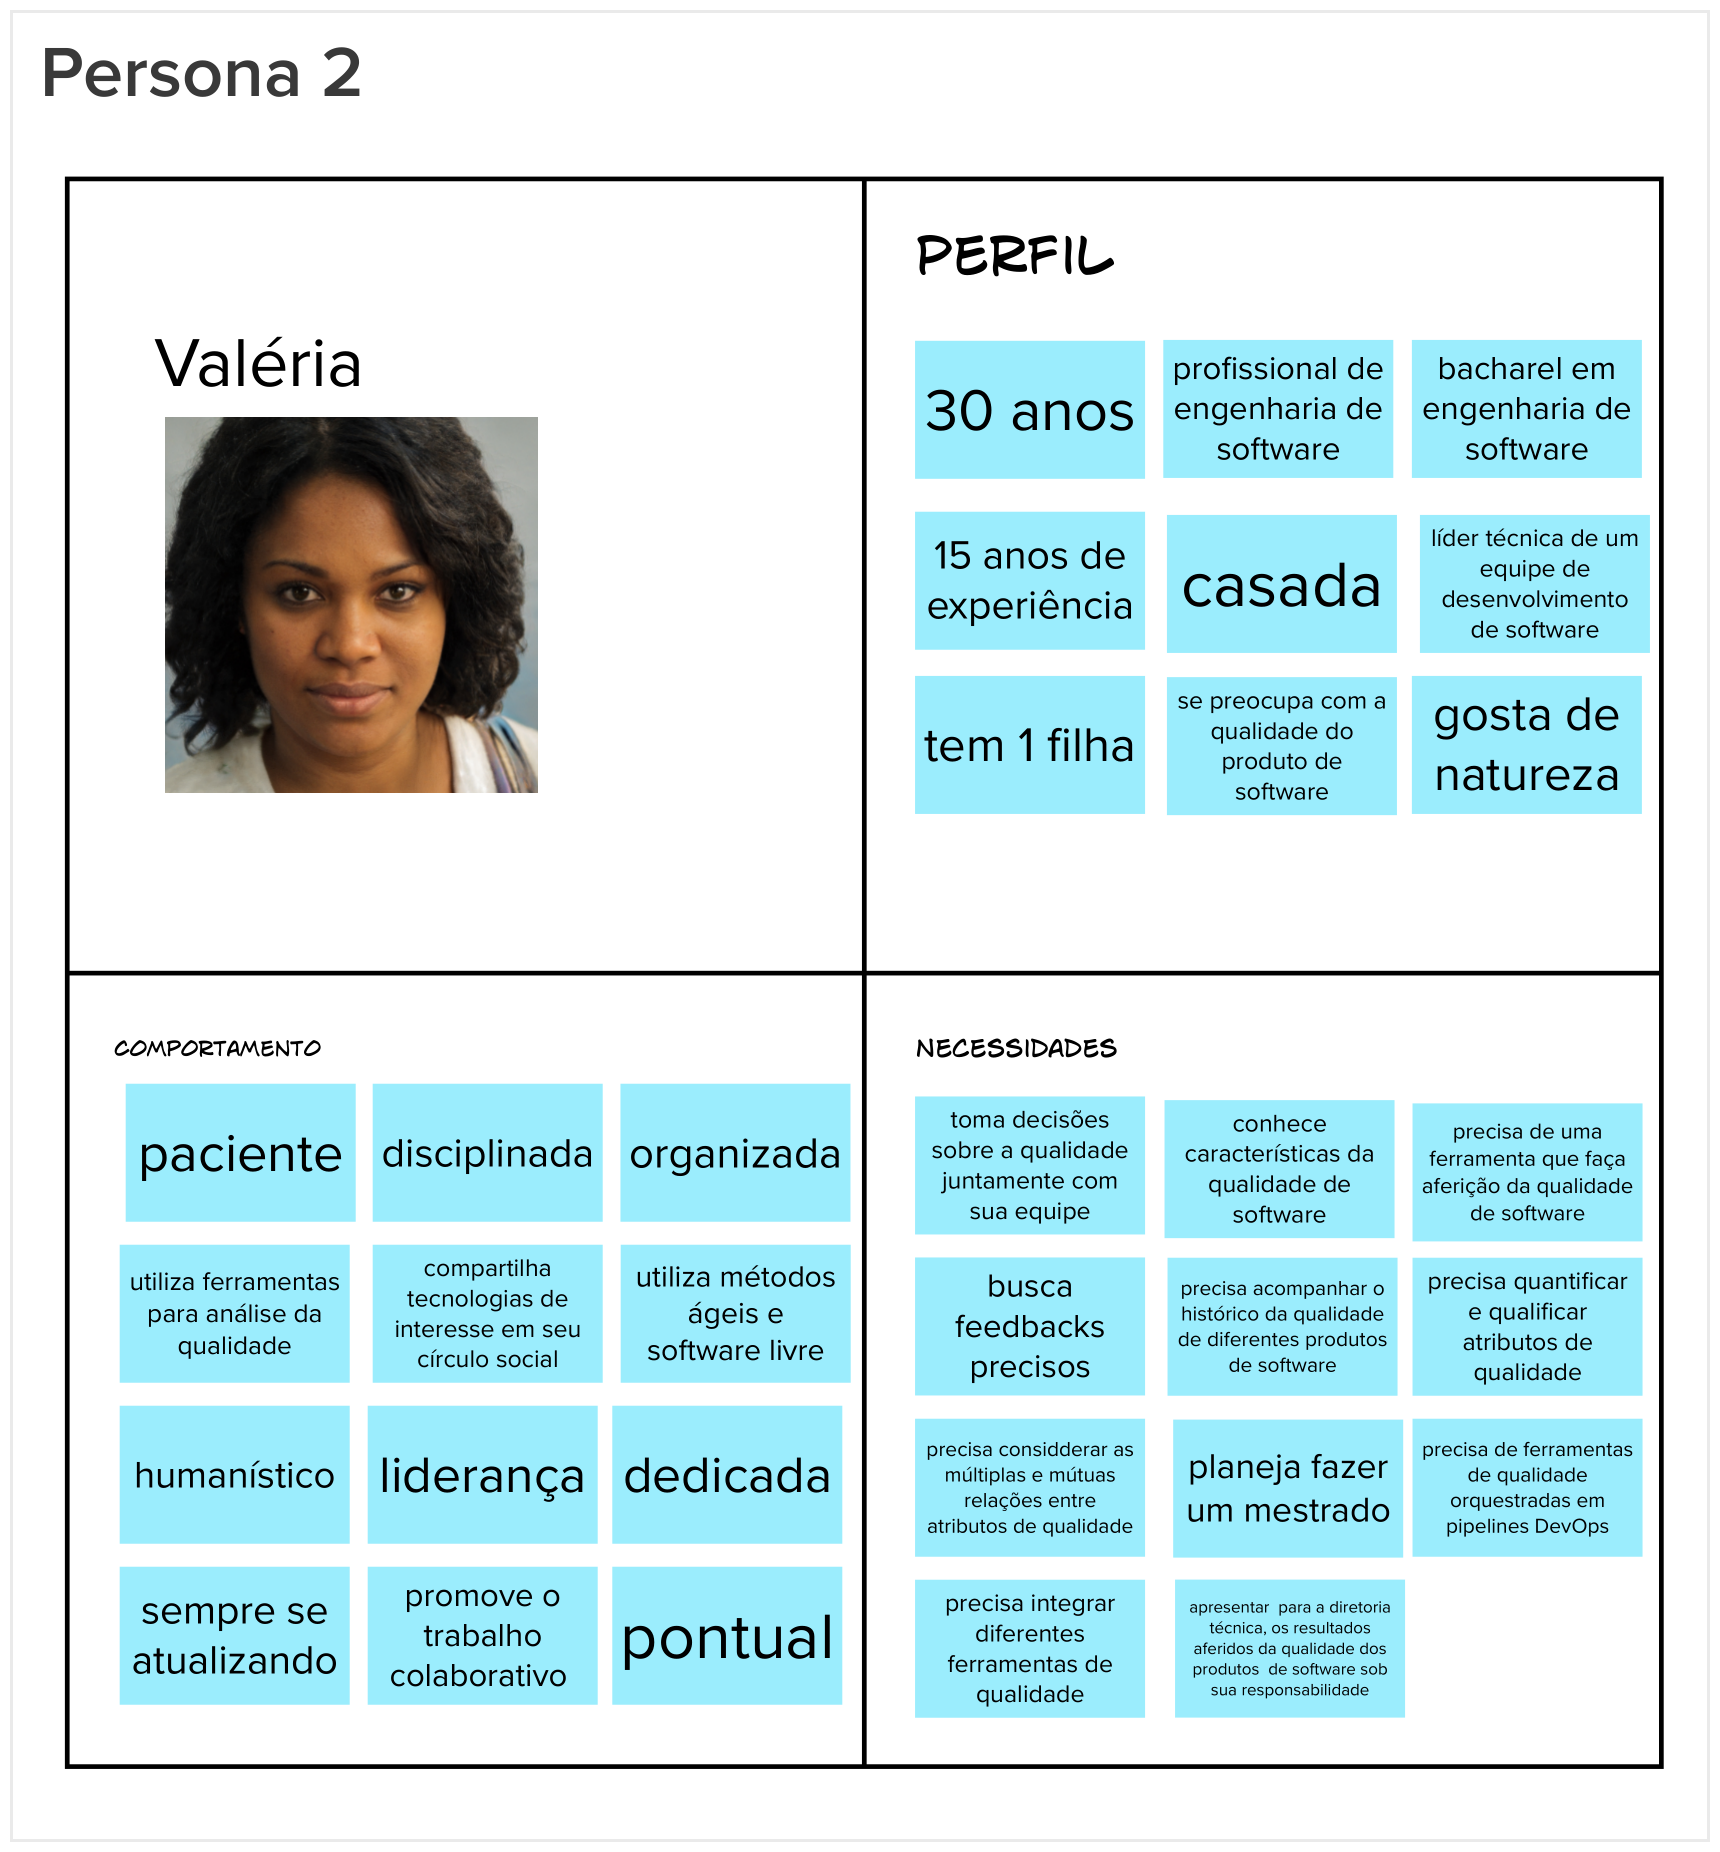 Persona 2
Valéria
PERFIL
30 anos
profissional de
engenharia de
software
bacharel em
engenharia de
software
15 anos de
experiência
casada
líder técnica de um
equipe de
desenvolvimento
de software
tem 1 filha
se preocupa com a
qualidade do
produto de
software
gosta de
natureza
COMPORTAMENTO
paciente
disciplinada
organizada
utiliza ferramentas
para análise da
qualidade
compartilha
tecnologias de
interesse em seu
círculo social
utiliza métodos
ágeis e
software livre
humanístico
liderança
dedicada
sempre se
atualizando
promove o
trabalho
colaborativo
pontual
NECESSIDADES
toma decisões
sobre a qualidade
juntamente com
sua equipe
conhece
características da
qualidade de
software
precisa de uma
ferramenta que faça
aferição da qualidade
de software
busca
feedbacks
precisos
precisa acompanhar o
histórico da qualidade
de diferentes produtos
de software
precisa quantificar
e qualificar
atributos de
qualidade
precisa considderar as
múltiplas e mútuas
relações entre
atributos de qualidade
planeja fazer
um mestrado
precisa de ferramentas
de qualidade
orquestradas em
pipelines DevOps
precisa integrar
diferentes
ferramentas de
qualidade
apresentar  para a diretoria
técnica, os resultados
aferidos da qualidade dos
produtos  de software sob
sua responsabilidade